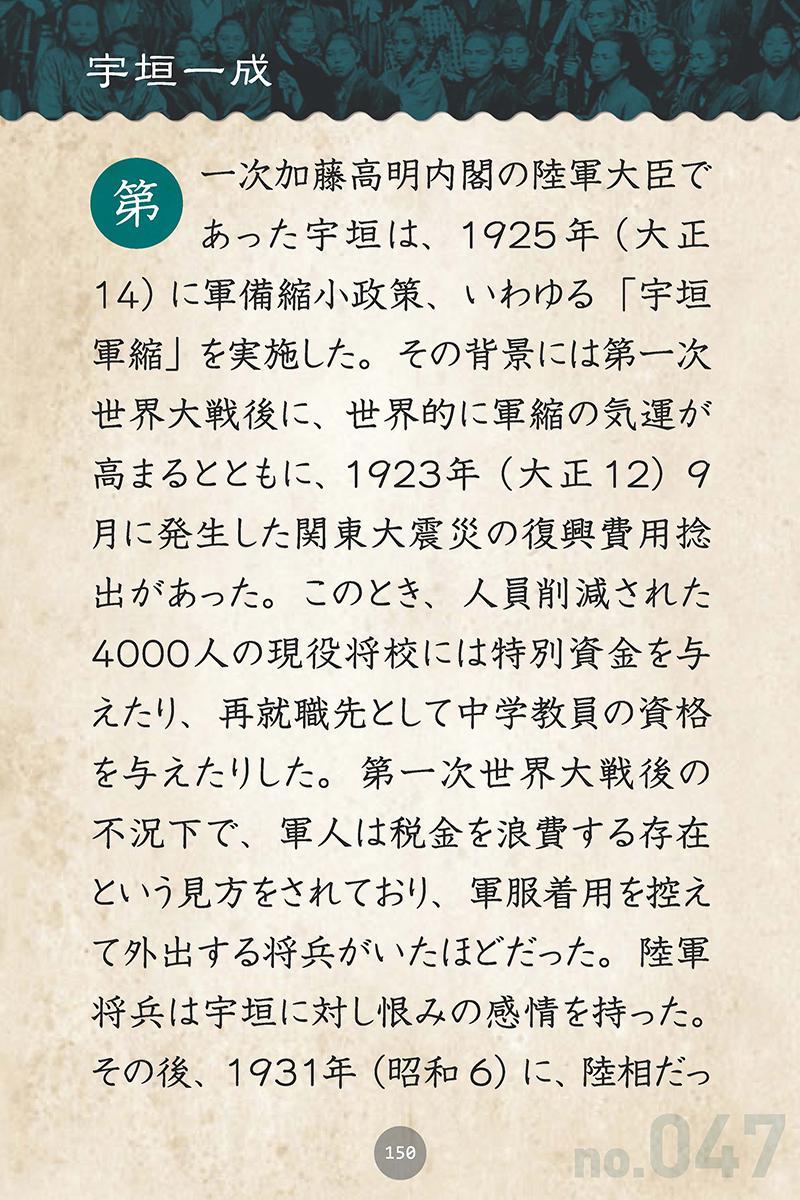 宇垣一成
第一次加藤高明内閣の陸軍大臣で
あった宇垣は、1925年（大正
14）に軍備縮小政策、いわゆる「宇垣
軍縮」を実施した。その背景には第一次
世界大戦後に、世界的に軍縮の気運が
高まるとともに、1923年（大正12）9
月に発生した関東大震災の復興費用捻
出があった。このとき、人員削減された
4000人の現役将校には特別資金を与
えたり、再就職先として中学教員の資格
を与えたりした。第一次世界大戦後の
不況下で、軍人は税金を浪費する存在
という見方をされており、軍服着用を控え
て外出する将兵がいたほどだった。陸軍
将兵は宇垣に対し恨みの感情を持った。
その後、1931年（昭和6）に、陸相だっ
150
no.047